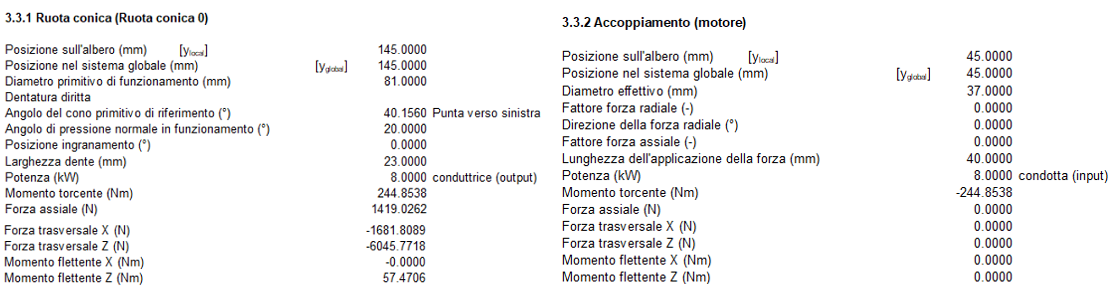 3.3.1 Ruota conica (Ruota conica 0)
Posizione sull'albero (mm) [ylocal] 145.0000
Posizione nel sistema globale (mm) [yglobal] 145.0000
Diametro primitivo di funzionamento (mm) 81.0000
Dentatura diritta
Angolo del cono primitivo di riferimento (°) 40.1560 Punta verso sinistra
Angolo di pressione normale in funzionamento (°) 20.0000
Posizione ingranamento (°) 0.0000
Larghezza dente (mm) 23.0000
Potenza (kW) 8.0000 conduttrice (output)
Momento torcente (Nm) 244.8538
Forza assiale (N) 1419.0262
Forza trasversale X (N) -1681.8089
Forza trasversale Z (N) -6045.7718
Momento flettente X (Nm) -0.0000
Momento flettente Z (Nm) 57.4706
3.3.2 Accoppiamento (motore)
Posizione sull'albero (mm) [ylocal] 45.0000
Posizione nel sistema globale (mm) [yglobal] 45.0000
Diametro effettivo (mm) 37.0000
Fattore forza radiale (-) 0.0000
Direzione della forza radiale (°) 0.0000
Fattore forza assiale (-) 0.0000
Lunghezza dell'applicazione della forza (mm) 40.0000
Potenza (kW) 8.0000 condotta (input)
Momento torcente (Nm) -244.8538
Forza assiale (N) 0.0000
Forza trasversale X (N) 0.0000
Forza trasversale Z (N) 0.0000
Momento flettente X (Nm) 0.0000
Momento flettente Z (Nm) 0.0000